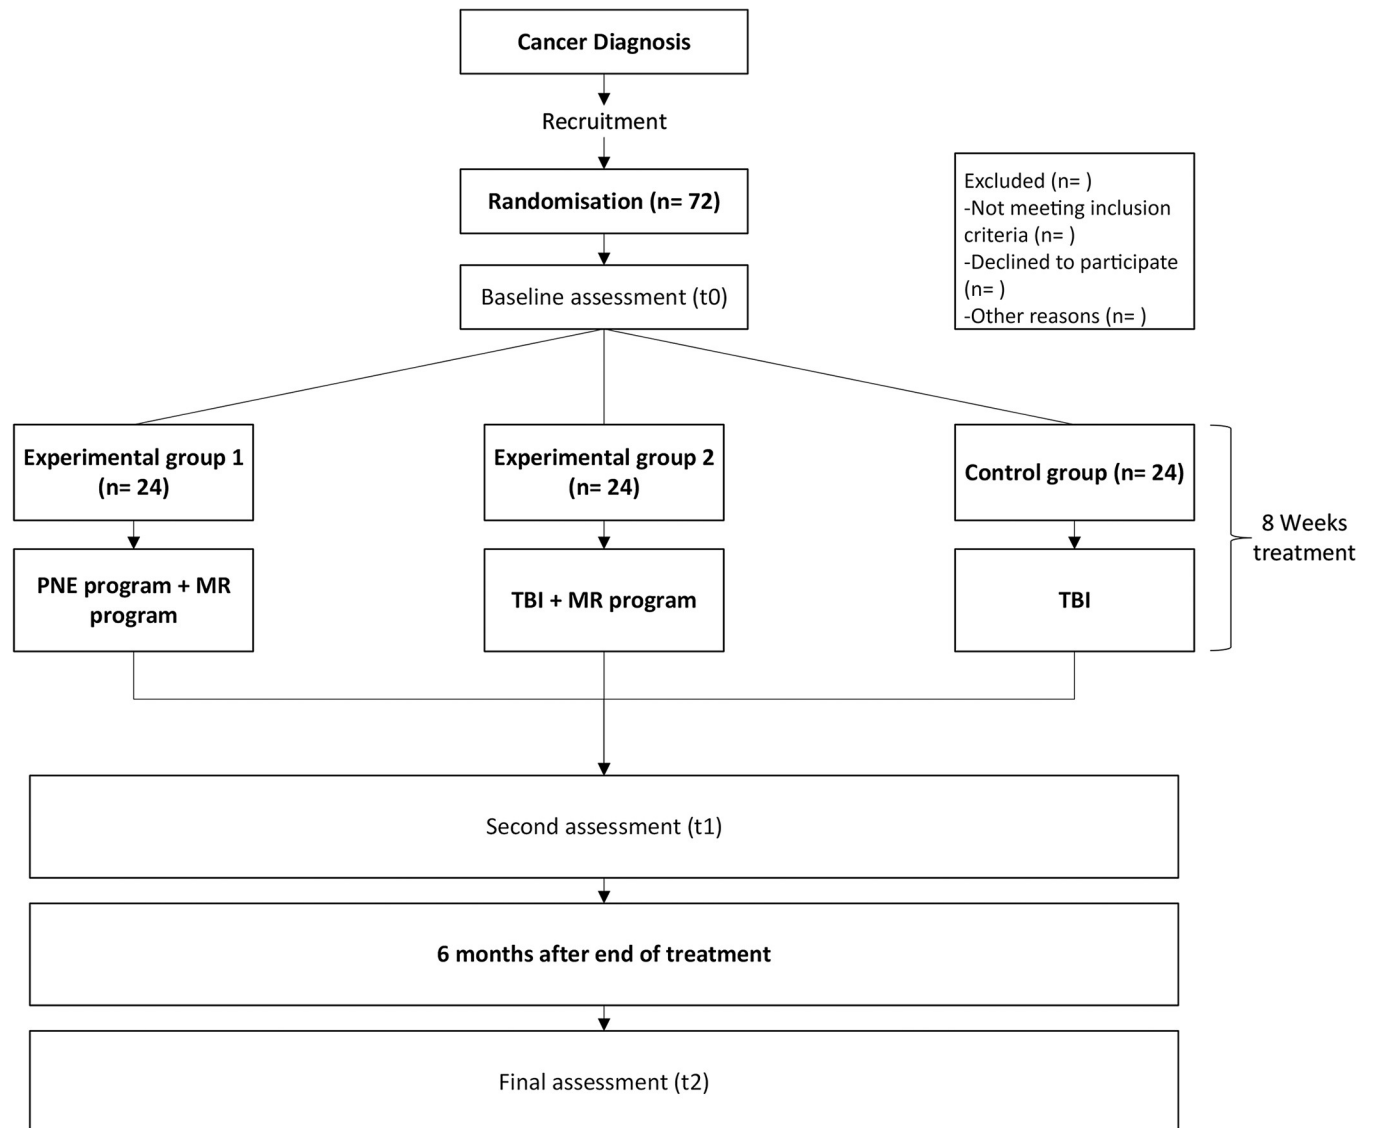 Cancer Diagnosis
Recruitment
Randomisation (n= 72)
Excluded (n= )
-Not meeting inclusion
criteria (n= )
-Declined to participate
(n= )
-Other reasons (n= )
Baseline assessment (t0)
Experimental group 1
(n= 24)
Experimental group 2
(n= 24)
Control group (n= 24)
8 Weeks
treatment
PNE program + MR
program
TBI + MR program
TBI
Second assessment (t1)
6 months after end of treatment
Final assessment (t2)